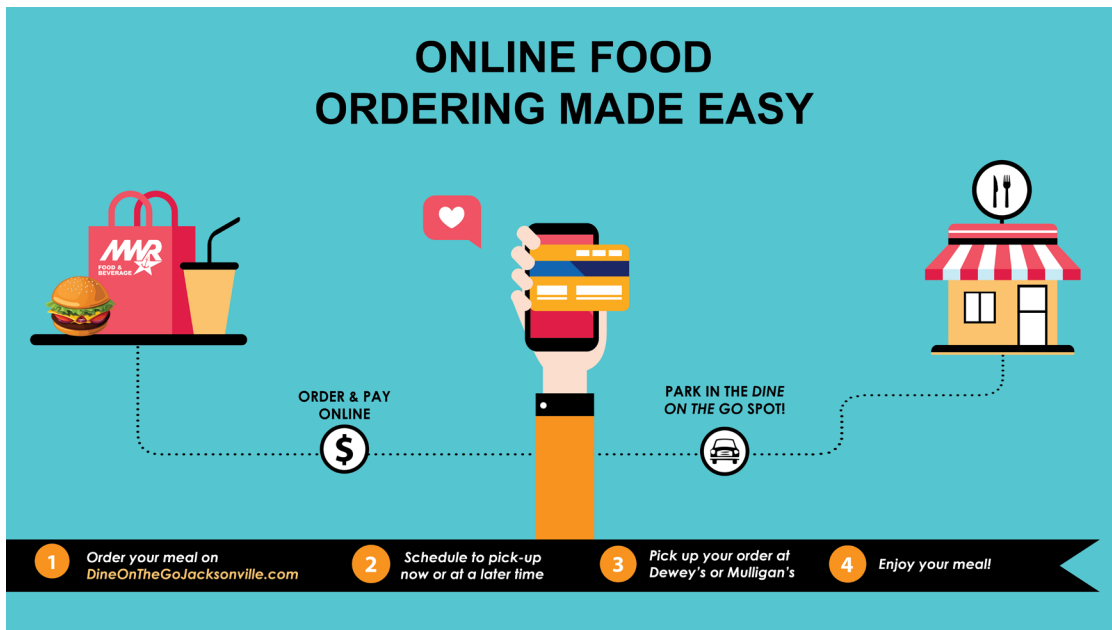 ONLINE FOOD
ORDERING MADE EASY
MWR
FOOD &
BEVERAGE
ORDER & PAY
ONLINE
$
PARK IN THE DINE
ON THE GO SPOT!
1
Order your meal on
DineOnTheGoJacksonville.com
2
Schedule to pick-up
now or at a later time
3
Pick up your order at
Dewey's or Mulligan's
4
Enjoy your meal!